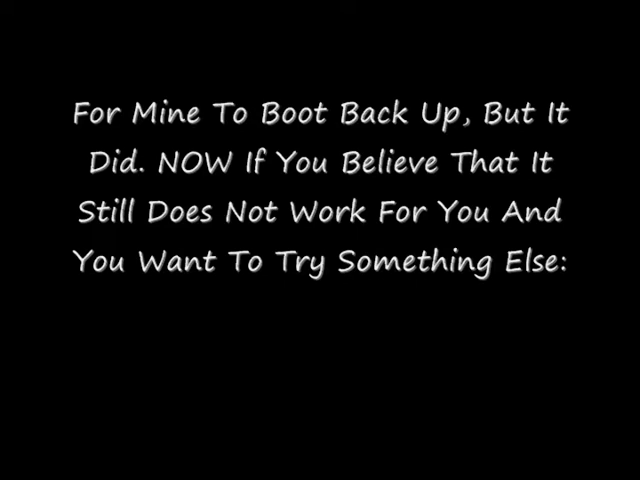 For Mine To Boot Back Up, But It
Did. NOW If You Believe That It
Still Does Not Work For You And
You Want To Try Something Else: